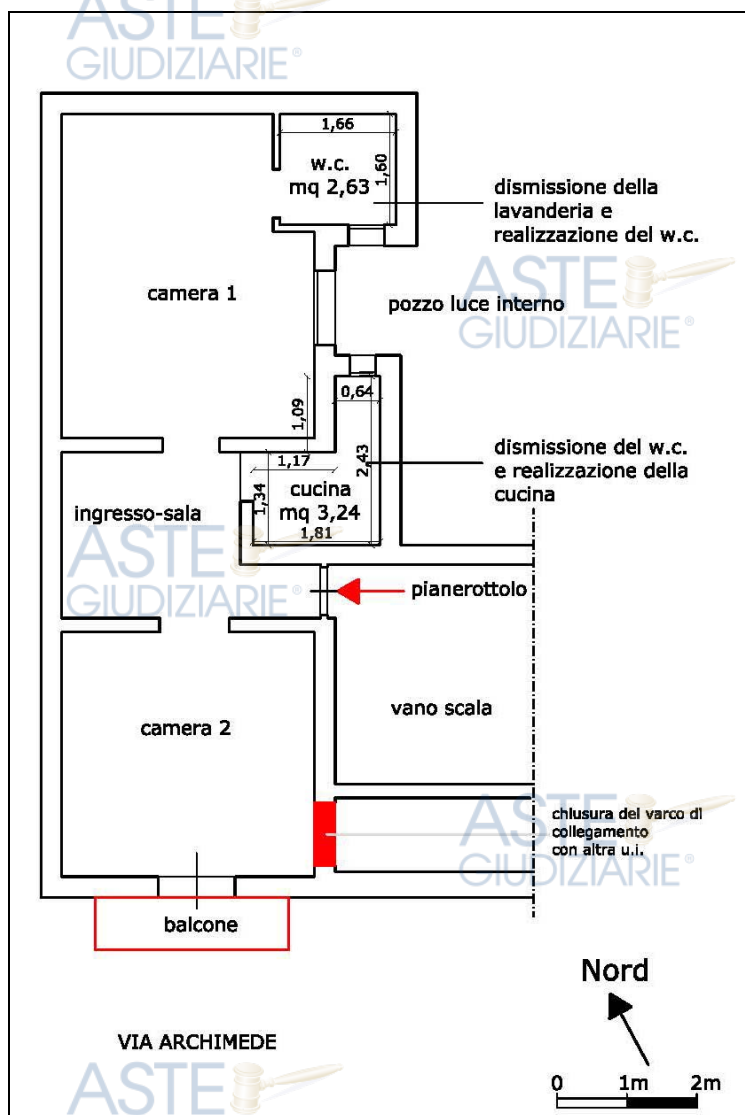 ASTE
GIUDIZIARIE®
1,66
w.c.
mq 2,63
1,60
dismissione della
lavanderia e
realizzazione del w.c.
camera 1
ASTE
GIUDIZIARIE®
pozzo luce interno
0,64
1,09
1,17
2,43
dismissione del w.c.
e realizzazione della
cucina
1,34
cucina
mq 3,24
1,81
ingresso-sala
ASTE
GIUDIZIARIE®
pianerottolo
vano scala
camera 2
ASTE
GIUDIZIARIE®
chiusura del varco di
collegamento
con altra u.i.
balcone
Nord
VIA ARCHIMEDE
ASTE
0 1m 2m